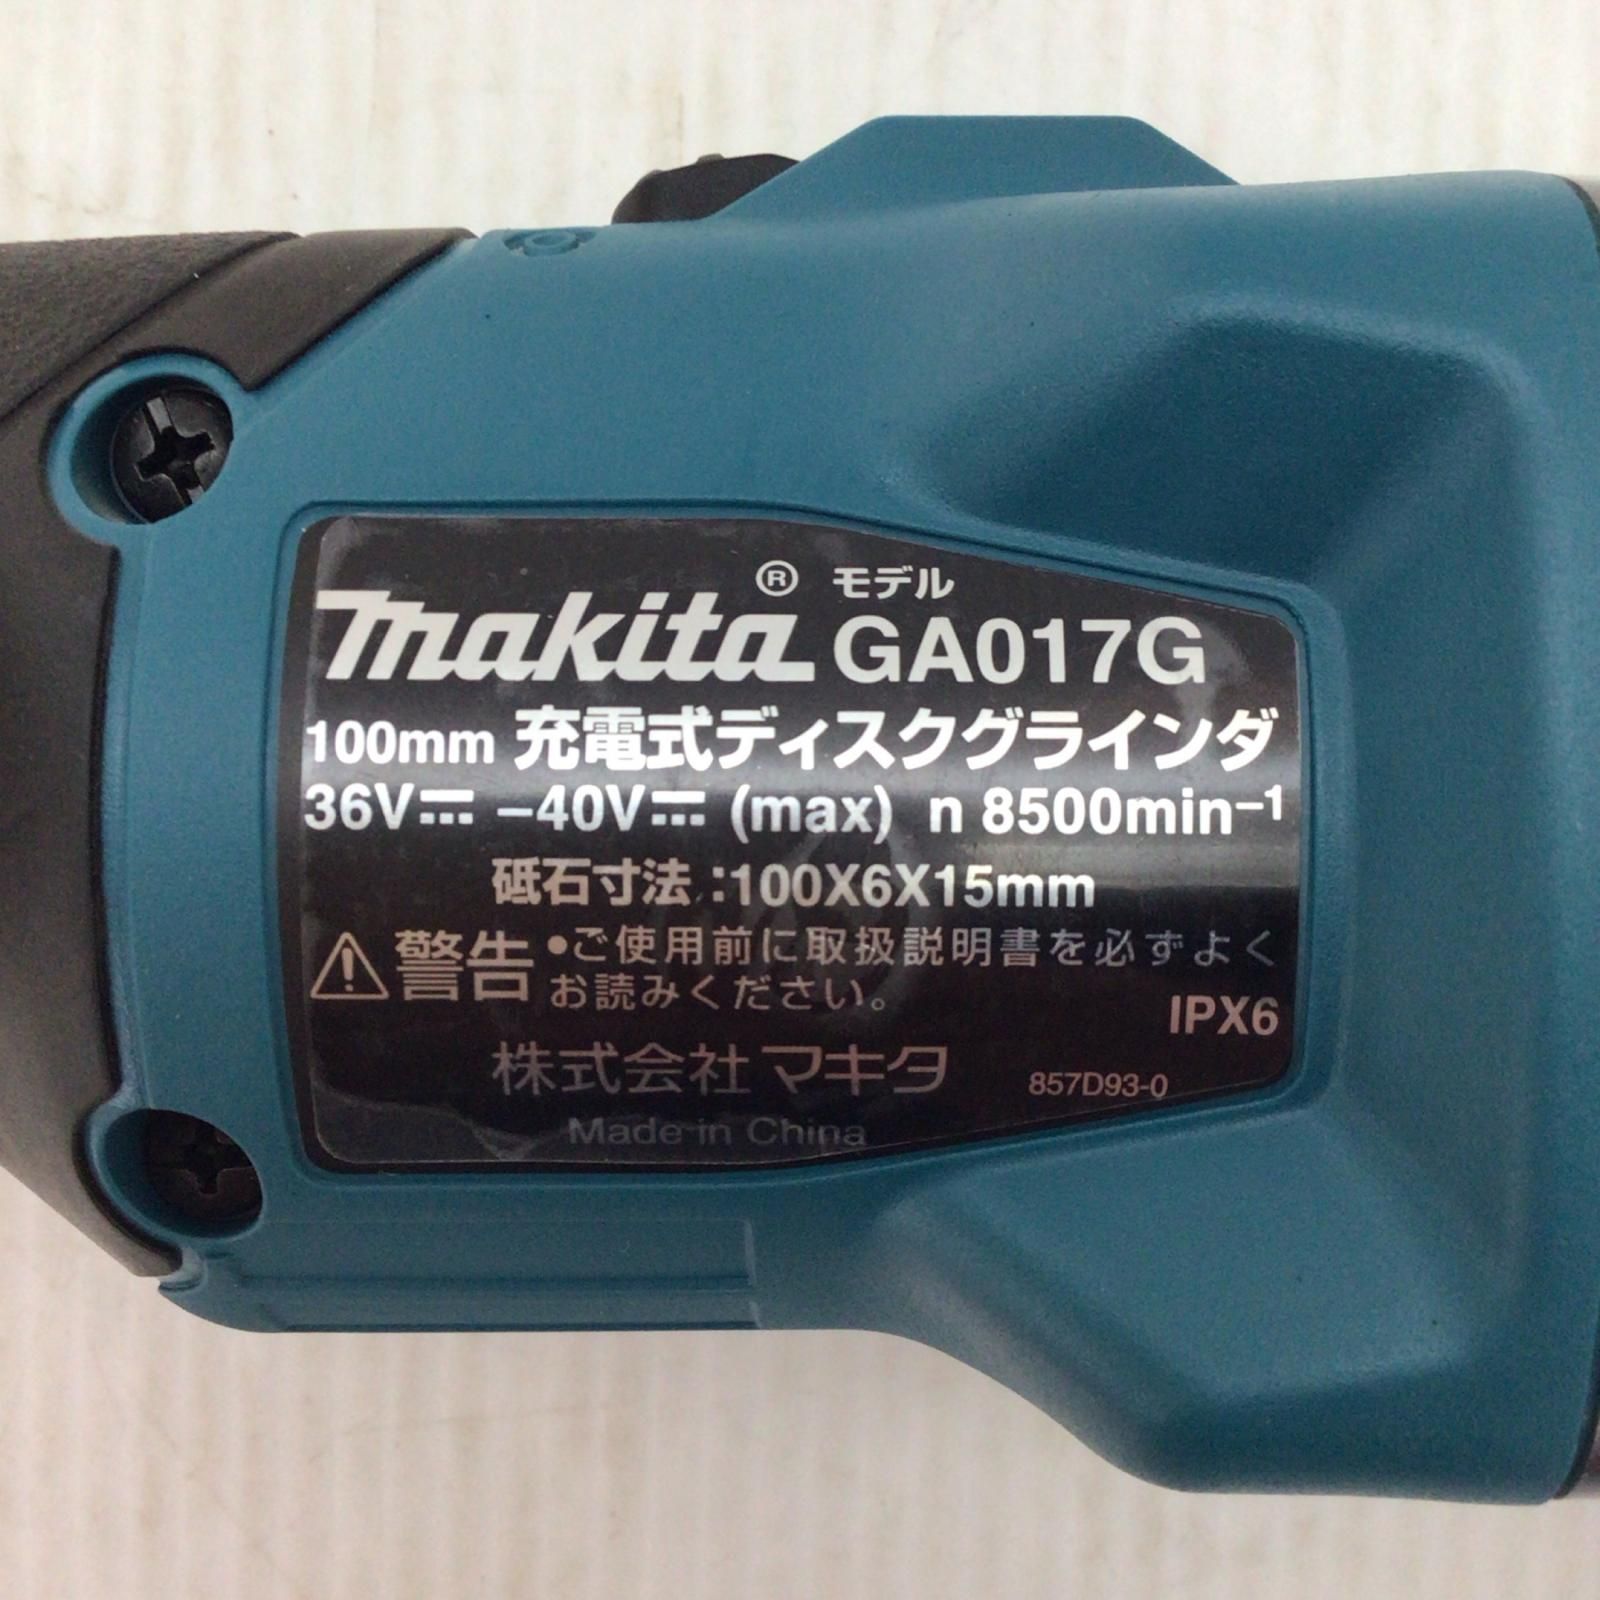 makita® モデル GA017G
100mm 充電式ディスクグラインダ
36V⎓ –40V⎓ (max) n 8500min⁻¹
砥石寸法:100X6X15mm
⚠警告 •ご使用前に取扱説明書を必ずよく
お読みください。
IPX6
株式会社マキタ 857D93-0
Made in China